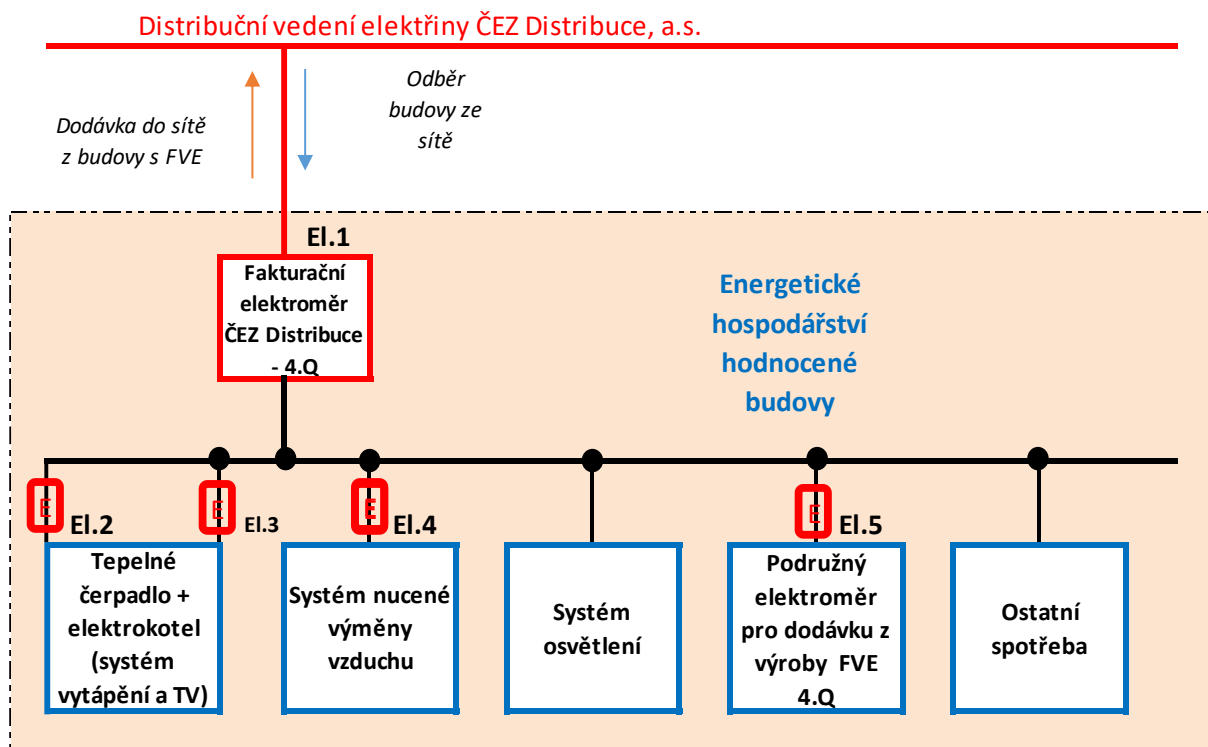 Distribuční vedení elektřiny ČEZ Distribuce, a.s.
Dodávka do sítě
z budovy s FVE
Odběr
budovy ze
sítě
El.1
Fakturační
elektroměr
ČEZ Distribuce
- 4.Q
Energetické
hospodářství
hodnocené
budovy
E
El.2
E
El.3
E
El.4
E
El.5
Tepelné
čerpadlo +
elektrokotel
(systém
vytápění a TV)
Systém nucené
výměny
vzduchu
Systém
osvětlení
Podružný
elektroměr
pro dodávku z
výroby FVE
4.Q
Ostatní
spotřeba